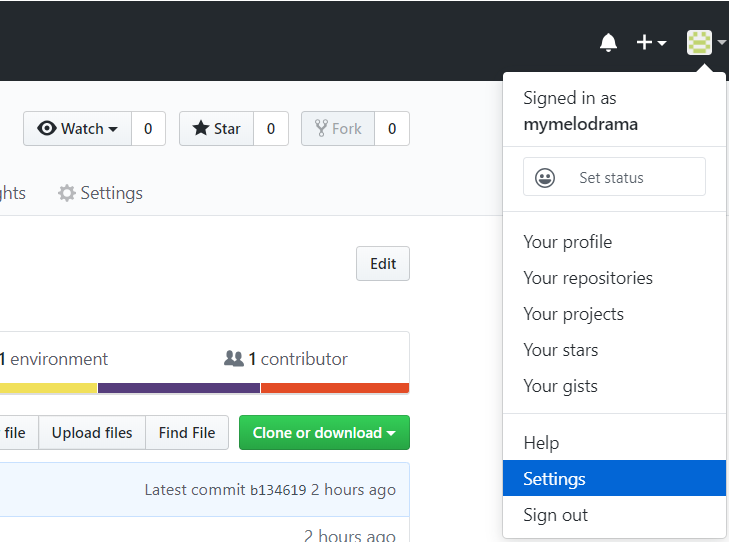 Signed in as
mymelodrama
Watch 0 Star 0 Fork 0
Set status
Settings
Your profile
Edit
Your repositories
Your projects
1 environment 1 contributor
Your stars
Your gists
file Upload files Find File Clone or download
Help
Settings
Latest commit b134619 2 hours ago
Sign out
2 hours ago